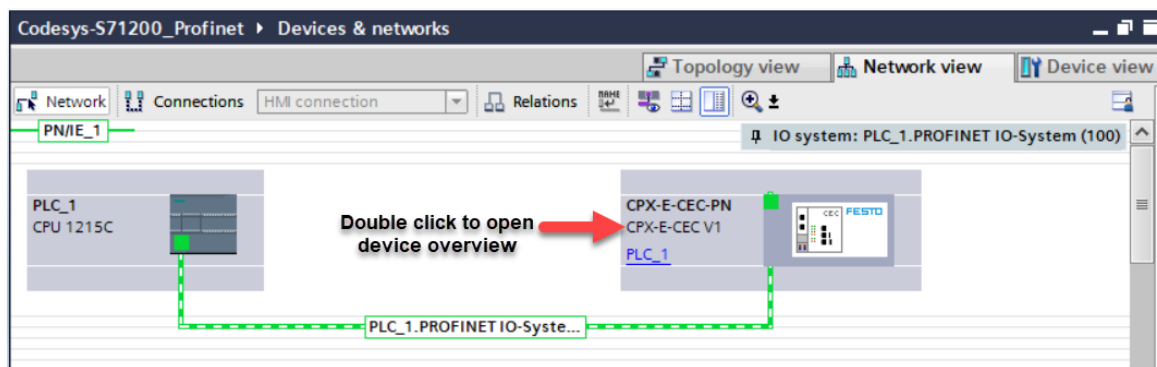 Codesys-S71200_Profinet ▸ Devices & networks
Topology view Network view Device view
Network Connections HMI connection Relations NAME
PN/IE_1
IO system: PLC_1.PROFINET IO-System (100)
PLC_1
CPU 1215C
Double click to open
device overview
CPX-E-CEC-PN
CPX-E-CEC V1
PLC_1
CEC FESTO
PLC_1.PROFINET IO-Syste...